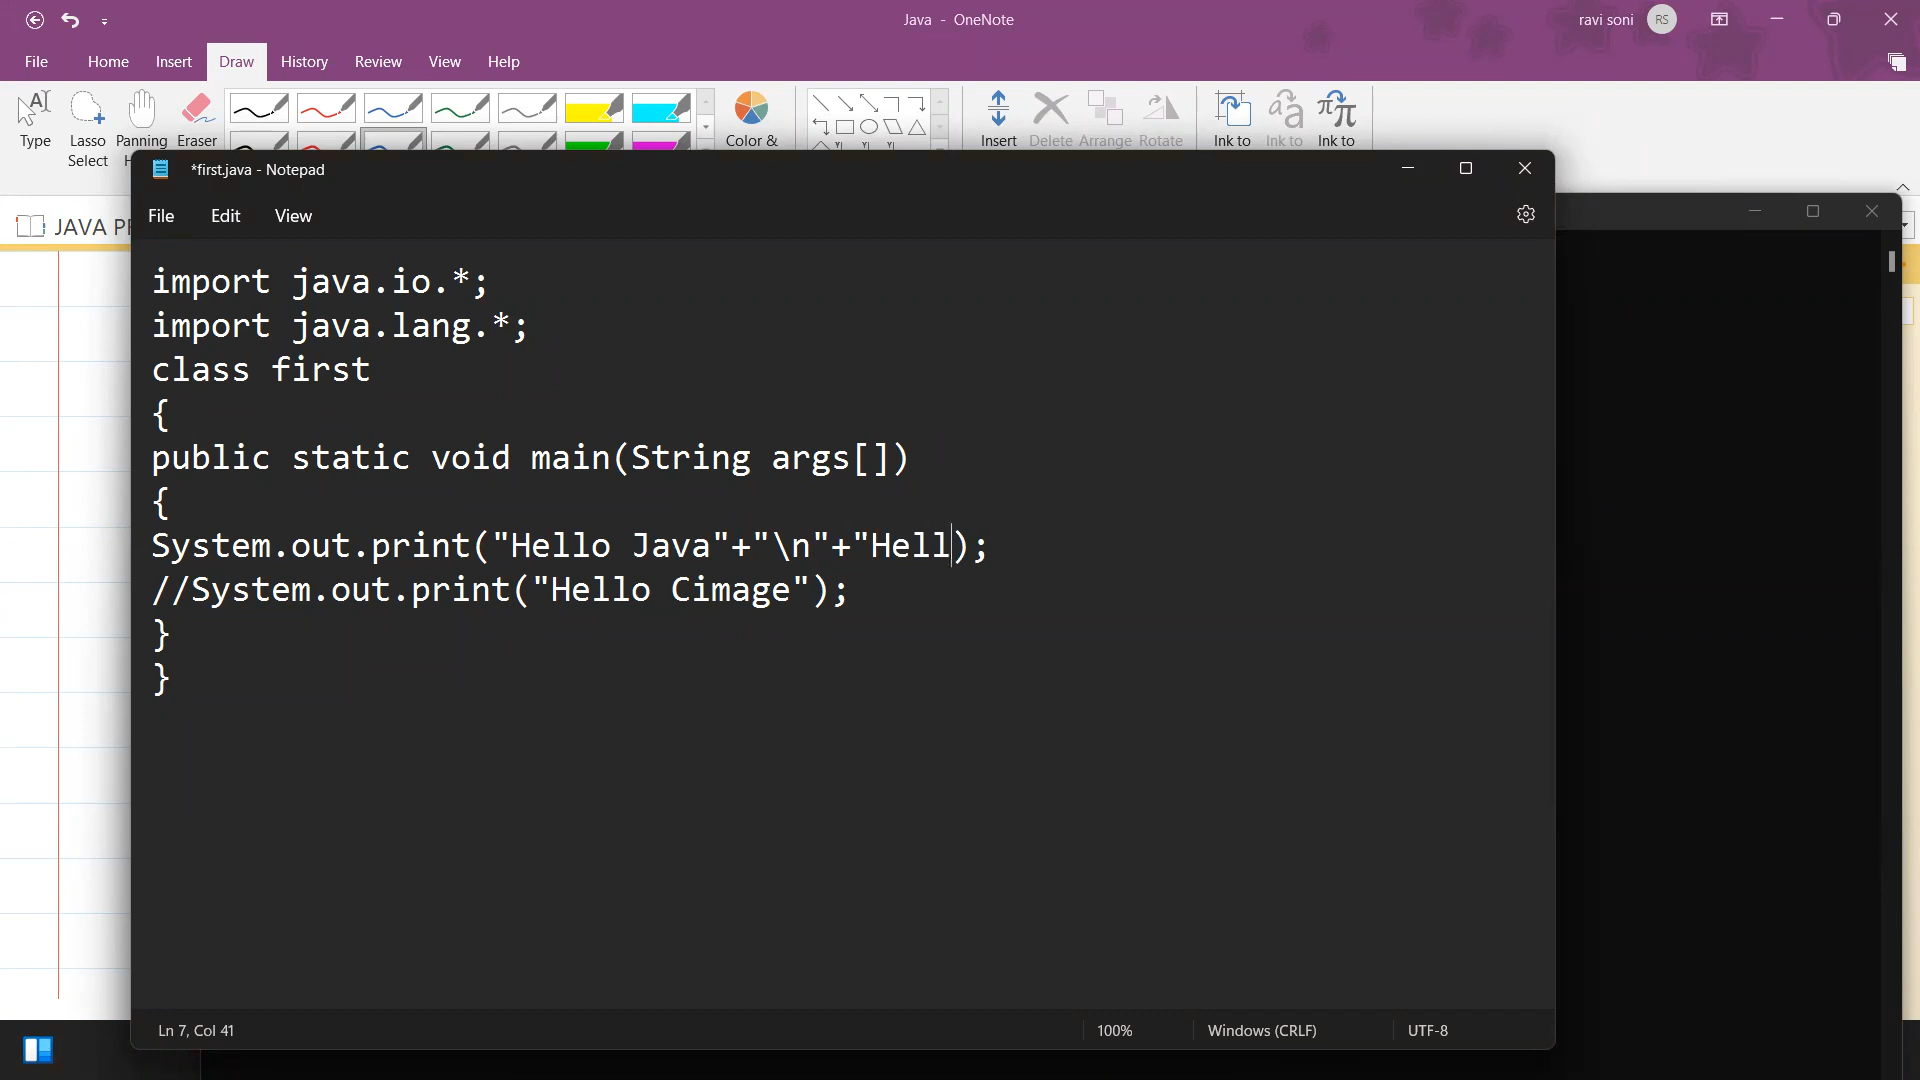 Java - OneNote
ravi soni
RS
File
Home
Insert
Draw
History
Review
View
Help
Type
Lasso
Select
Panning
Eraser
Color &
Insert
Delete
Arrange
Rotate
Ink to
Ink to
Ink to
JAVA
*first.java - Notepad
File
Edit
View
import java.io.*;
import java.lang.*;
class first
{
public static void main(String args[])
{
System.out.print("Hello Java"+"\n"+"Hell);
//System.out.print("Hello Cimage");
}
}
Ln 7, Col 41
100%
Windows (CRLF)
UTF-8